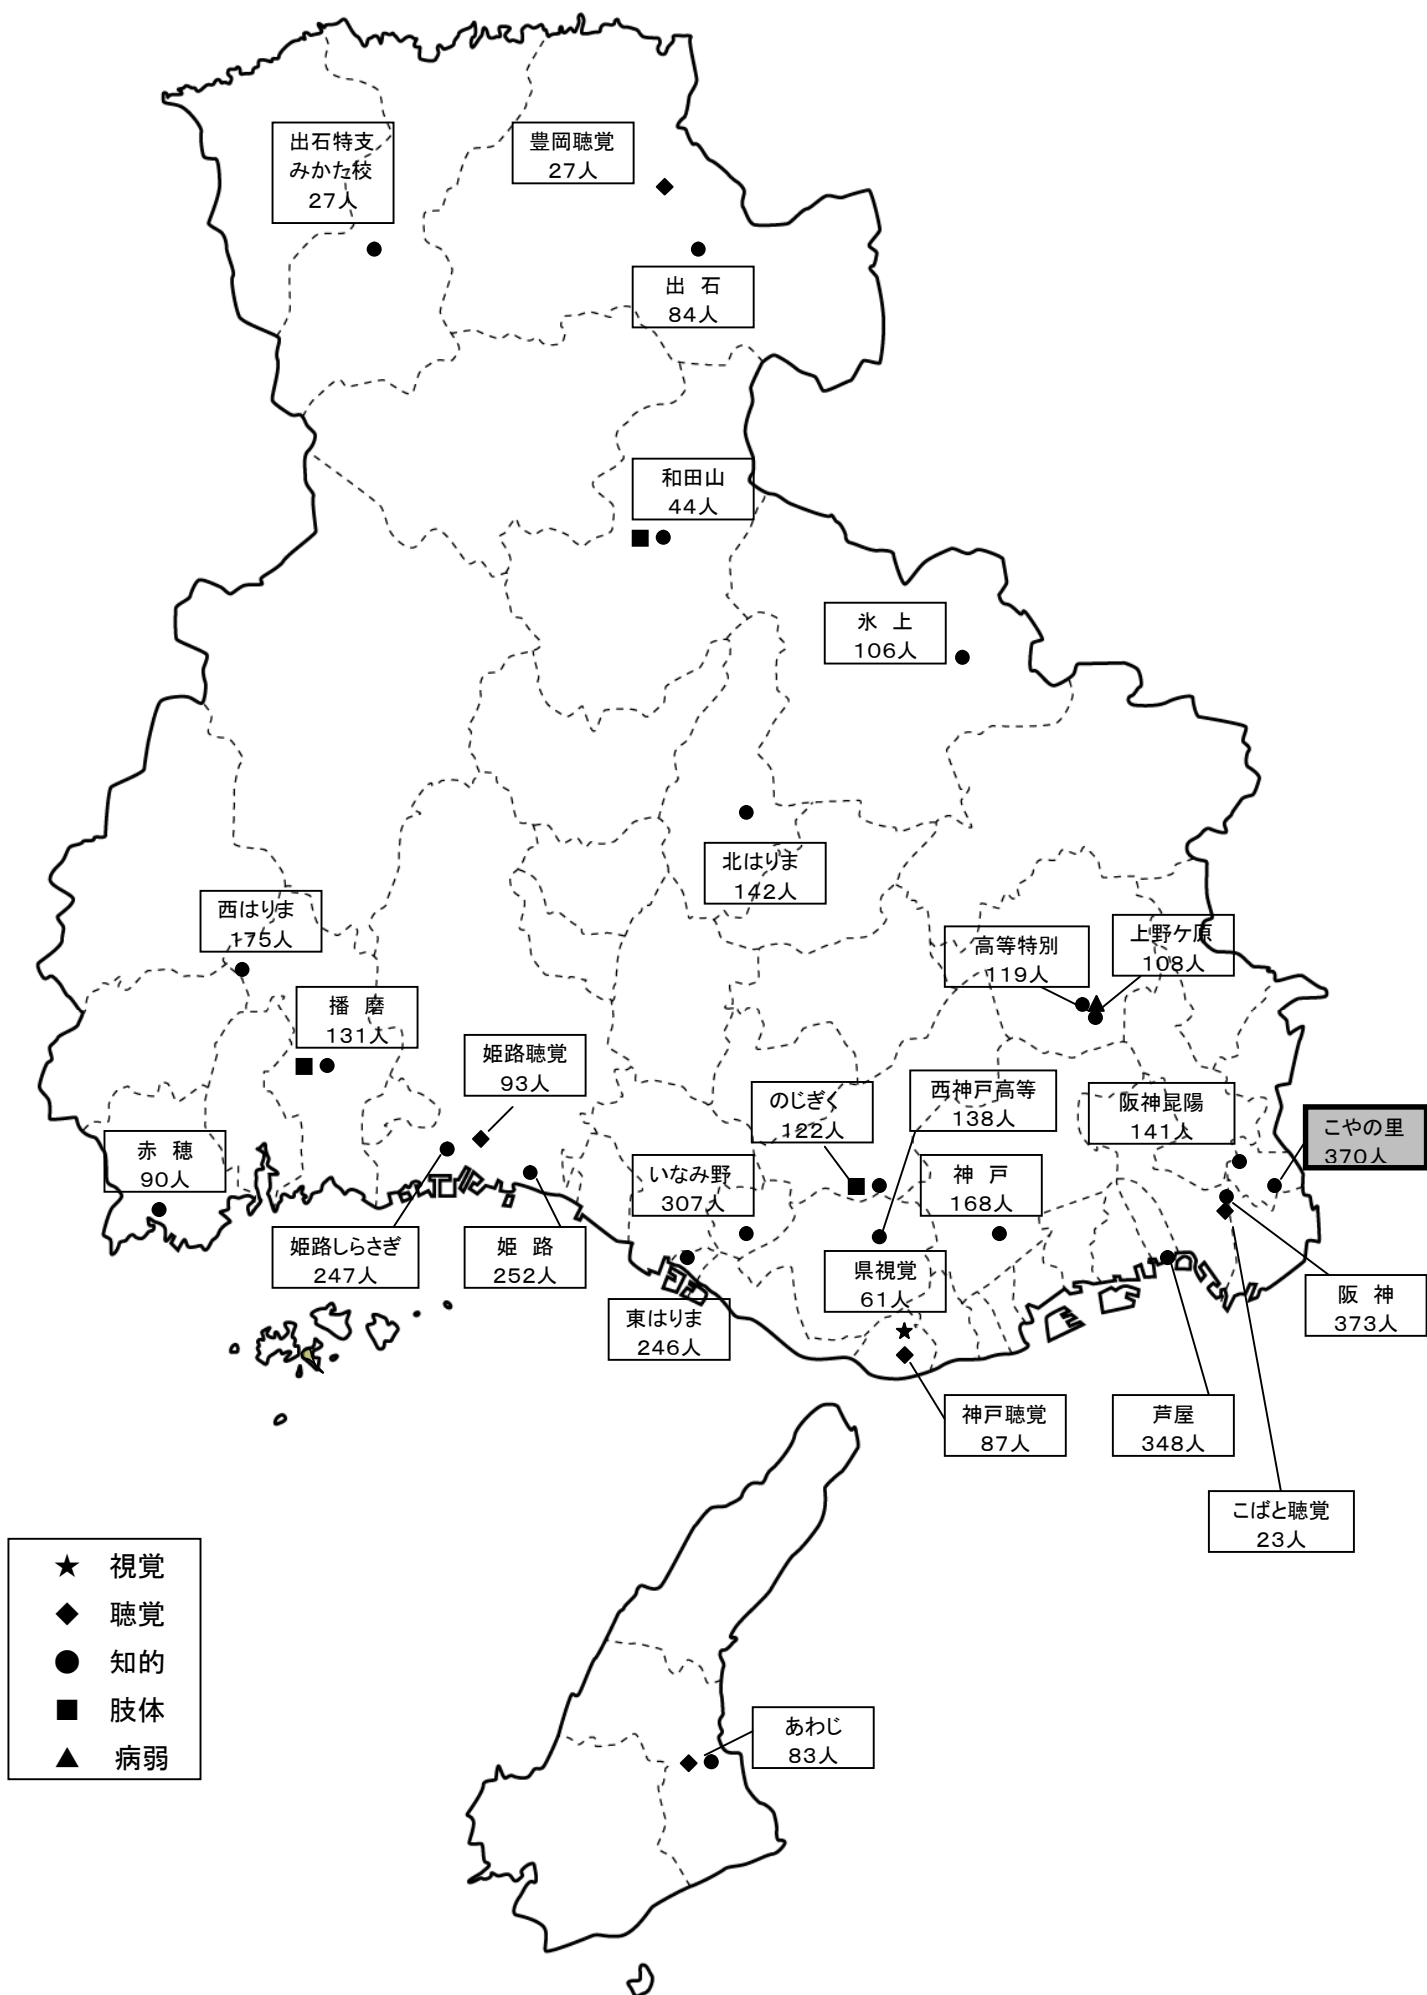 出石特支
みかた校
27人
豊岡聴覚
27人
出 石
84人
和田山
44人
氷 上
106人
北はりま
142人
西はりま
175人
高等特別
119人
上野ケ原
108人
播 磨
131人
姫路聴覚
93人
のじぎく
122人
西神戸高等
138人
阪神昆陽
141人
こやの里
370人
赤 穂
90人
いなみ野
307人
神 戸
168人
姫路しらさぎ
247人
姫 路
252人
県視覚
61人
阪 神
373人
東はりま
246人
神戸聴覚
87人
芦屋
348人
こばと聴覚
23人
★ 視覚
◆ 聴覚
● 知的
■ 肢体
▲ 病弱
あわじ
83人